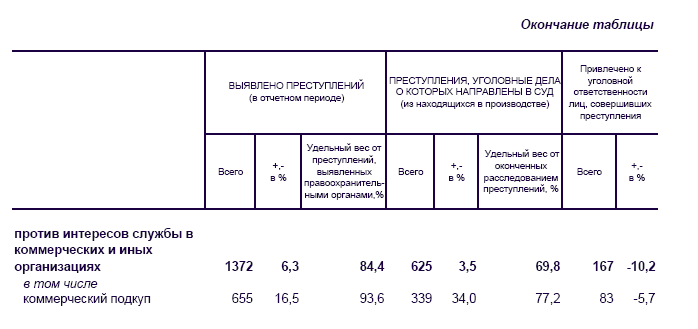 Окончание таблицы
ВЫЯВЛЕНО ПРЕСТУПЛЕНИЙ
(в отчетном периоде)
ПРЕСТУПЛЕНИЯ, УГОЛОВНЫЕ ДЕЛА
О КОТОРЫХ НАПРАВЛЕНЫ В СУД
(из находящихся в производстве)
Привлечено к
уголовной
ответственности
лиц, совершивших
преступления
Всего
+,-
в %
Удельный вес от
преступлений,
выявленных
правоохранитель-
ными органами,%
Всего
+,-
в %
Удельный вес от
оконченных
расследованием
преступлений, %
Всего
+,-
в %
против интересов службы в
коммерческих и иных
организациях 1372 6,3 84,4 625 3,5 69,8 167 -10,2
в том числе
коммерческий подкуп 655 16,5 93,6 339 34,0 77,2 83 -5,7